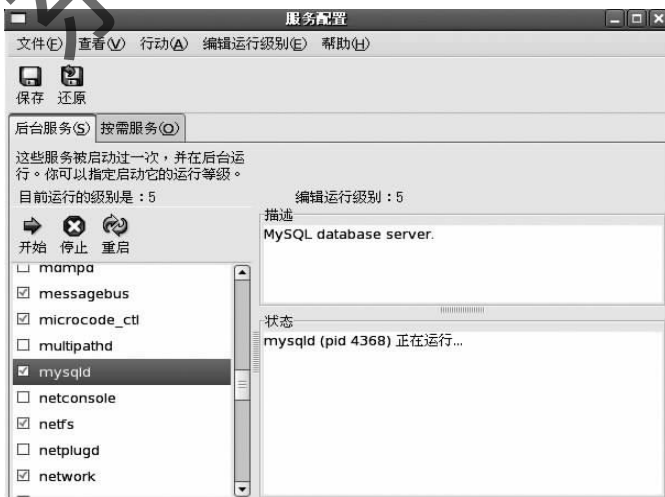 服务配置
文件(F) 查看(V) 行动(A) 编辑运行级别(E) 帮助(H)
保存 还原
后台服务(S) 按需服务(O)
这些服务被启动过一次，并在后台运
行。你可以指定启动它的运行等级。
目前运行的级别是：5
编辑运行级别：5
开始 停止 重启
mdmpd
messagebus
microcode_ctl
multipathd
mysqld
netconsole
netfs
netplugd
network
描述
MySQL database server.
状态
mysqld (pid 4368) 正在运行...